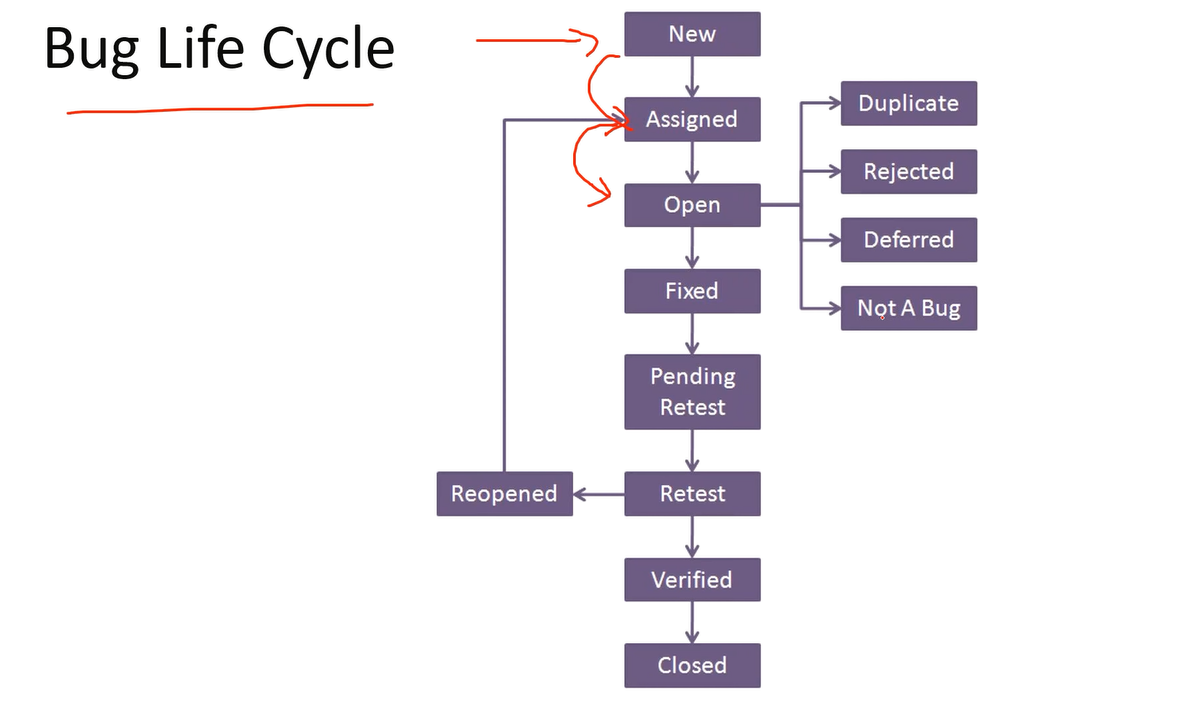 Bug Life Cycle
New
Assigned
Open
Duplicate
Rejected
Deferred
Not A Bug
Fixed
Pending
Retest
Reopened
Retest
Verified
Closed